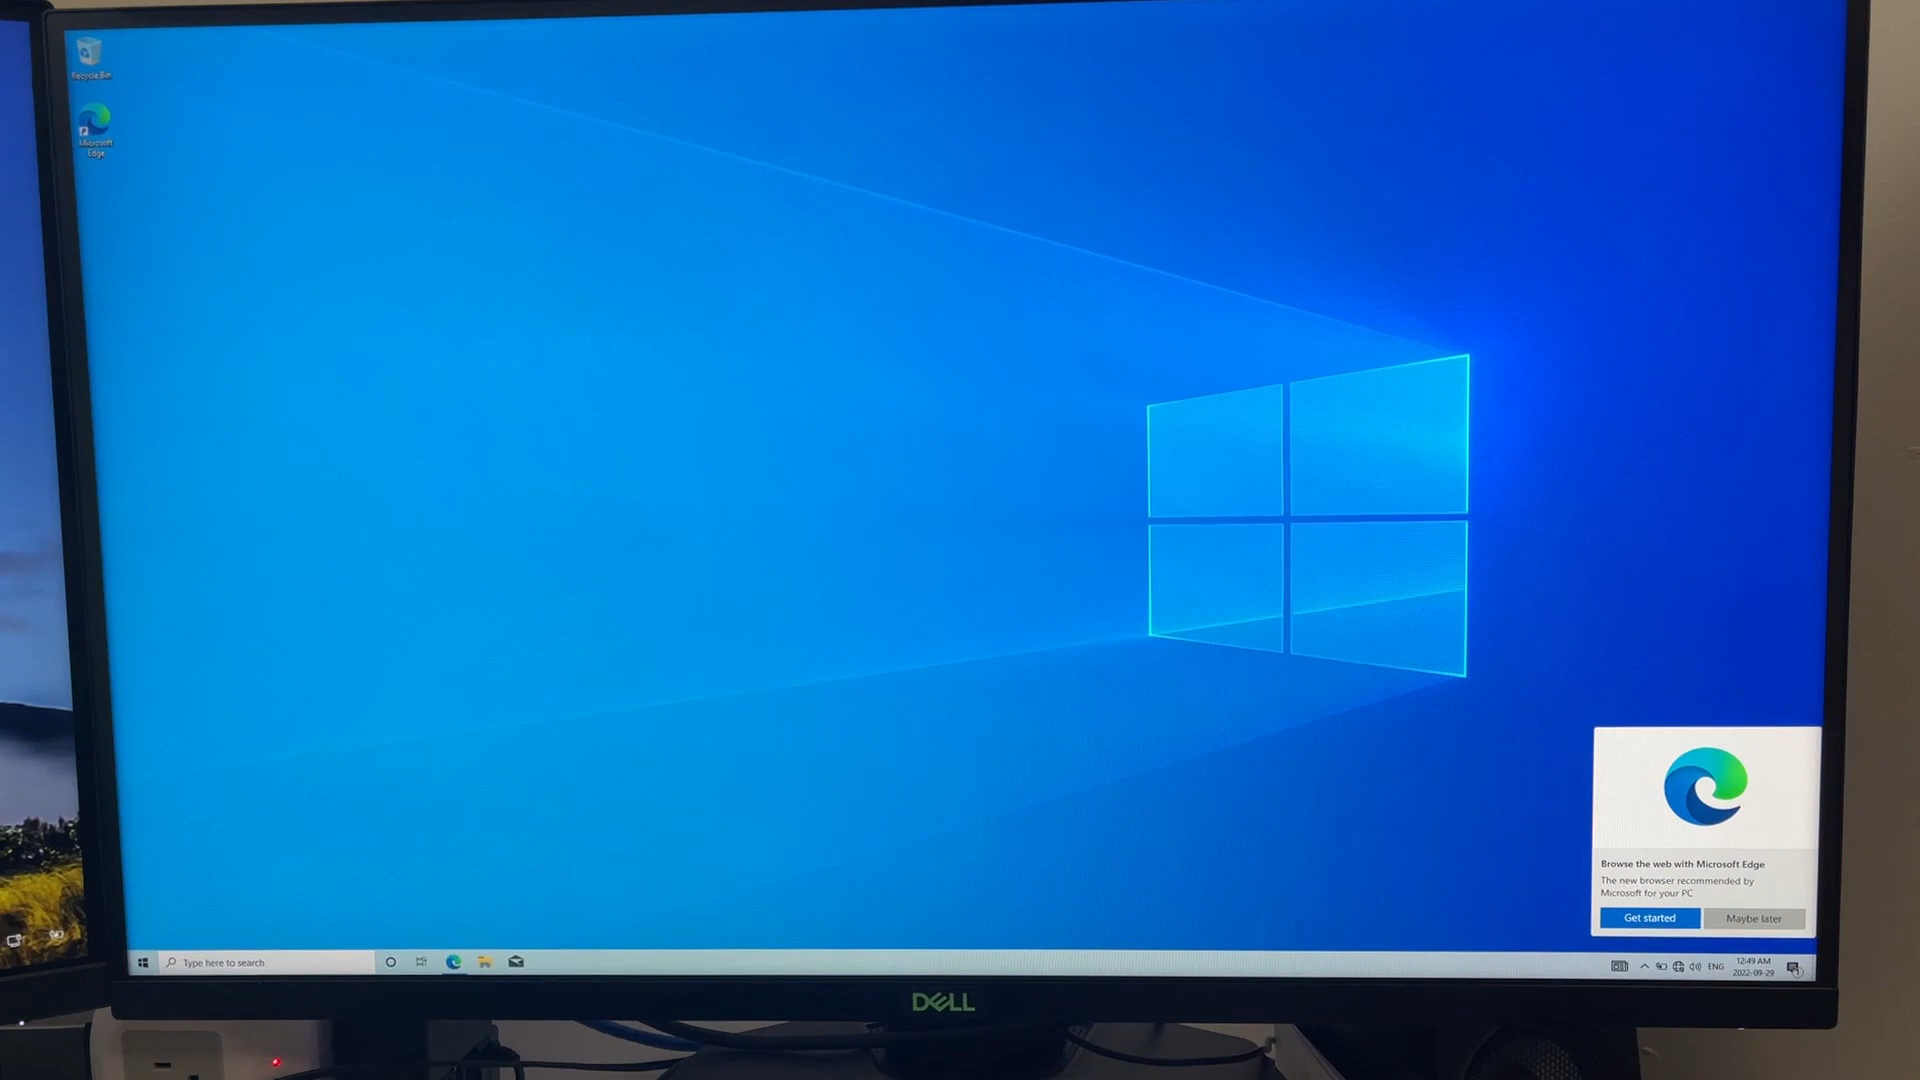 Recycle Bin
Microsoft
Edge
Browse the web with Microsoft Edge
The new browser recommended by
Microsoft for your PC
Get started
Maybe later
Type here to search
ENG
12:49 AM
2022-09-29
1
DELL